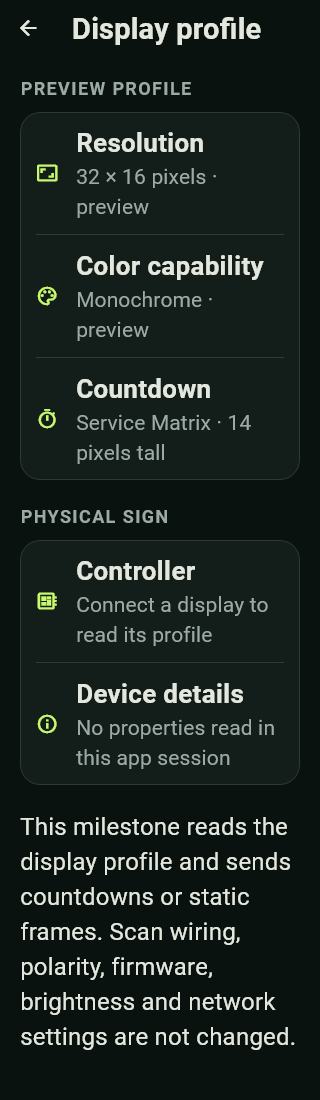 Display profile
PREVIEW PROFILE
Resolution
32 × 16 pixels ·
preview
Color capability
Monochrome ·
preview
Countdown
Service Matrix · 14
pixels tall
PHYSICAL SIGN
Controller
Connect a display to
read its profile
Device details
No properties read in
this app session
This milestone reads the
display profile and sends
countdowns or static
frames. Scan wiring,
polarity, firmware,
brightness and network
settings are not changed.